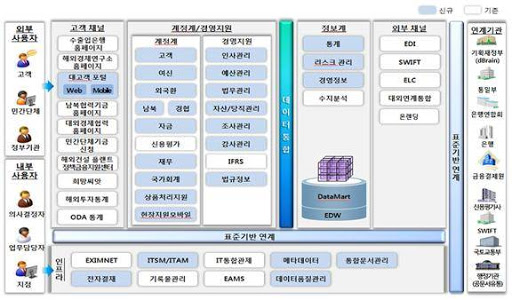 신규
기존
외부
사용자
고객
민간단체
정부기관
내부
사용자
의사결정자
업무담당자
지점
고객 채널
수출입은행
홈페이지
해외경제연구소
홈페이지
대고객 포털
Web
Mobile
남북협력기금
홈페이지
대외협력기금
홈페이지
민간단체기금
신청
해외건설 플랜트
정책금융지원센터
희망씨앗
해외투자통계
ODA 통계
계정계/경영지원
계정계
고객
여신
외국환
남북
경협
자금
신용평가
재무
국가회계
상품처리지원
현장지원모바일
경영지원
인사관리
예산관리
법무관리
자산/당직관리
조사관리
감사관리
IFRS
법규정보
데이터통합
정보계
통계
리스크 관리
경영정보
수지분석
DataMart
EDW
외부 채널
EDI
SWIFT
ELC
대외연계통합
온렌딩
표준기반 연계
연계기관
기획재정부
(dBrain)
통일부
은행연합회
은행
금융결제원
신용평가사
SWIFT
국토교통부
행정기관
(공문서유통)
표준기반 연계
인프라
EXIMNET
ITSM/ITAM
IT통합관제
메타데이터
통합문서관리
전자결재
기록물관리
EAMS
데이터품질관리